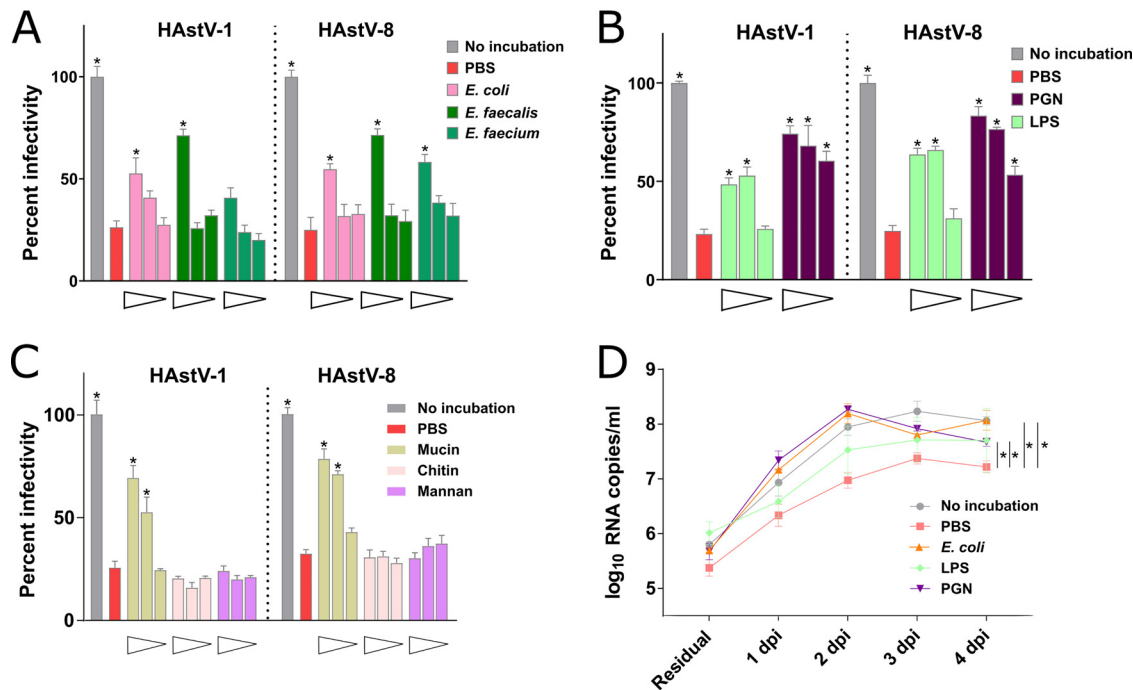 A
HAstV-1
HAstV-8
Percent infectivity
100
50
0
* * * * * *
No incubation
PBS
E. coli
E. faecalis
E. faecium
B
HAstV-1
HAstV-8
Percent infectivity
100
50
0
* * * * * * * * * * * *
No incubation
PBS
PGN
LPS
C
HAstV-1
HAstV-8
Percent infectivity
100
50
0
* * * * * *
No incubation
PBS
Mucin
Chitin
Mannan
D
log10 RNA copies/ml
9
8
7
6
5
* * * *
No incubation
PBS
E. coli
LPS
PGN
Residual
1 dpi
2 dpi
3 dpi
4 dpi